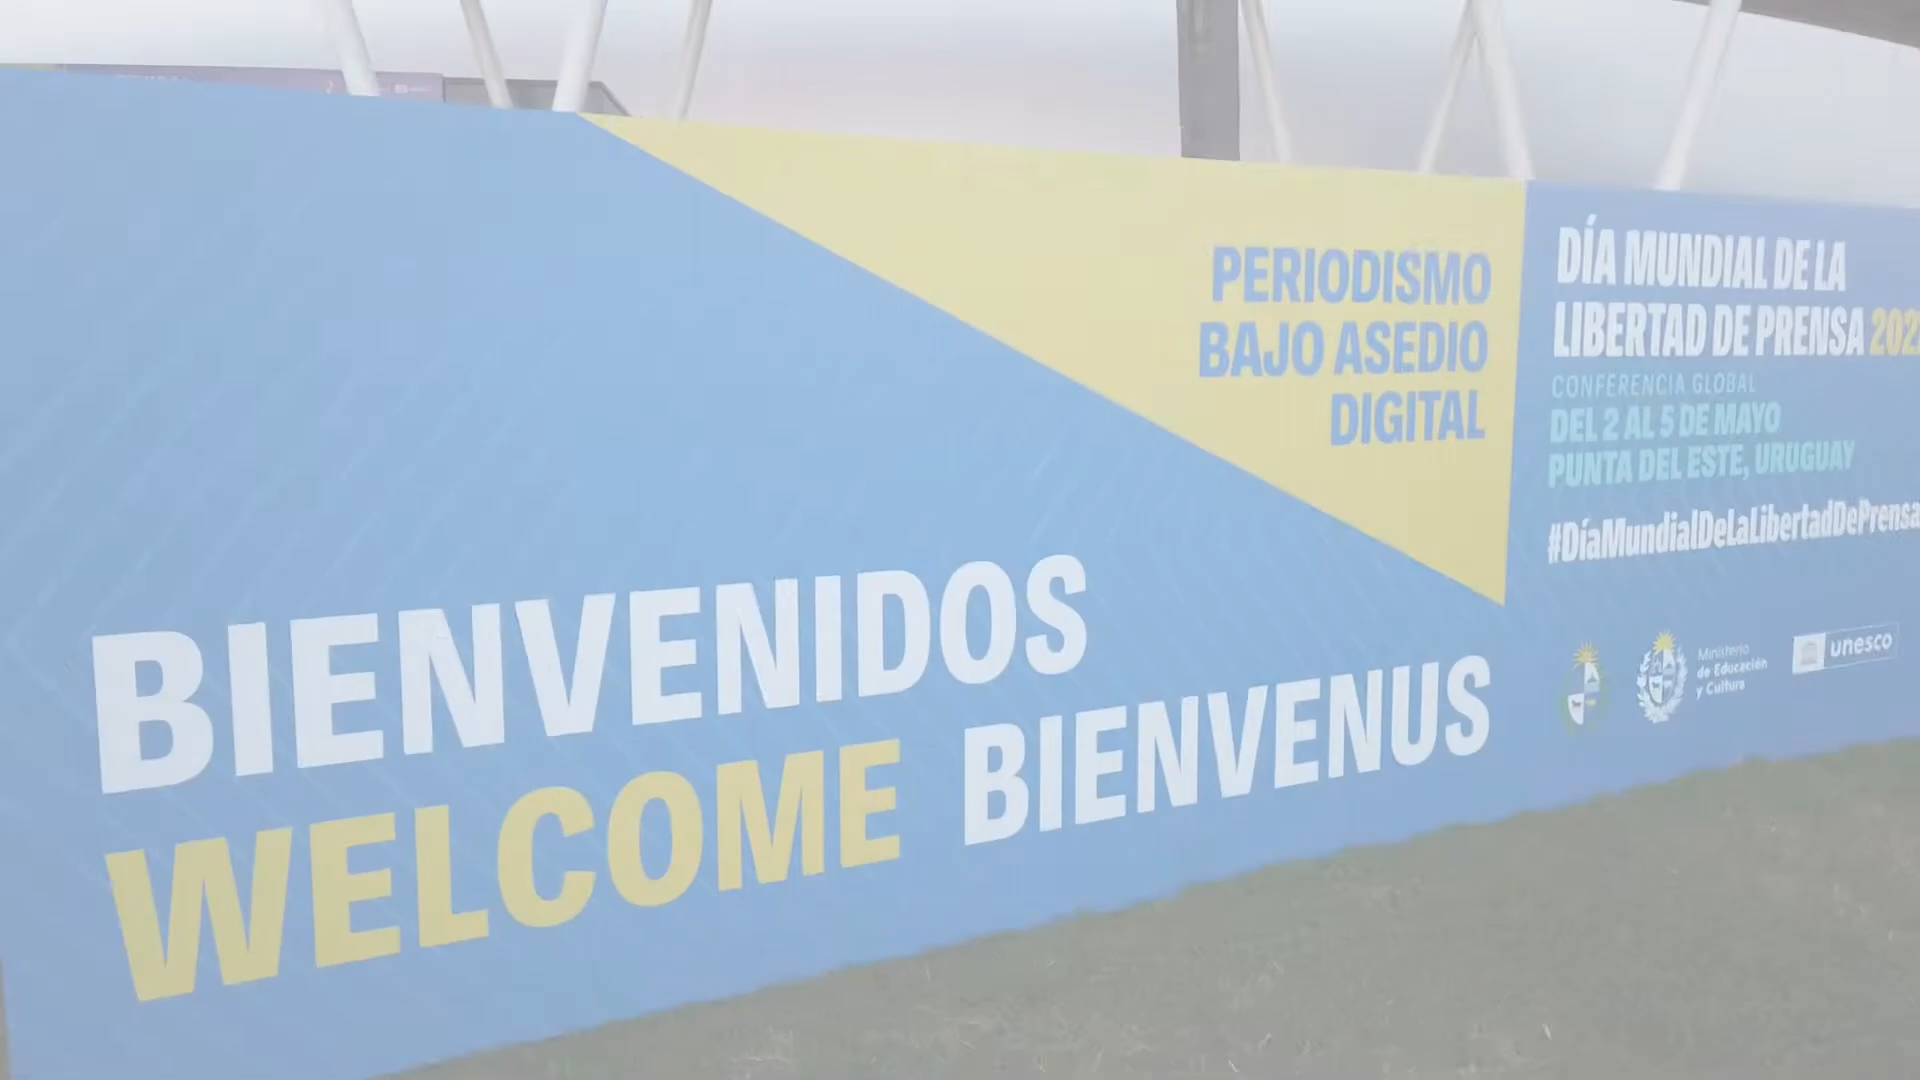 BIENVENIDOS
WELCOME BIENVENUS
PERIODISMO
BAJO ASEDIO
DIGITAL
DÍA MUNDIAL DE LA
LIBERTAD DE PRENSA
CONFERENCIA GLOBAL
DEL 2 AL 5 DE MAYO
PUNTA DEL ESTE, URUGUAY
#DíaMundialDeLaLibertadDePrensa
Ministerio
de Educación
y Cultura
unesco